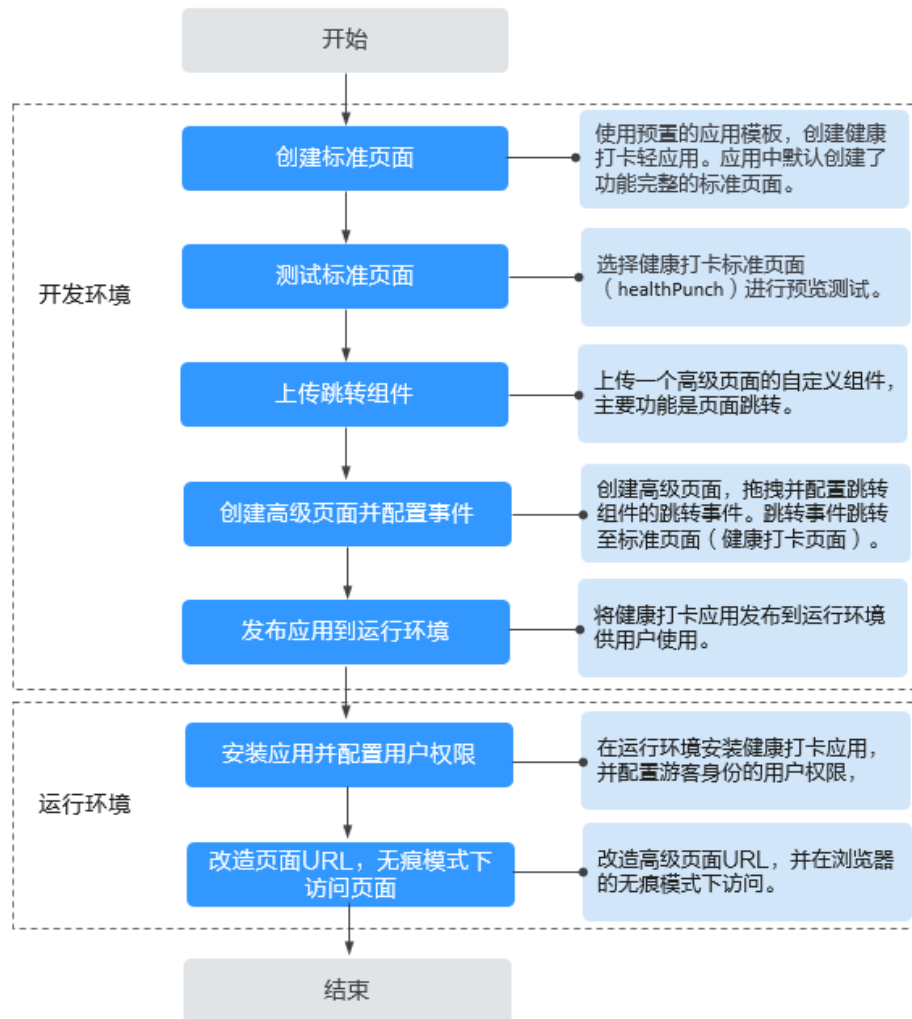 开始
创建标准页面
使用预置的应用模板，创建健康
打卡轻应用。应用中默认创建了
功能完整的标准页面。
测试标准页面
选择健康打卡标准页面
（healthPunch）进行预览测试。
开发环境
上传跳转组件
上传一个高级页面的自定义组件，
主要功能是页面跳转。
创建高级页面并配置事件
创建高级页面，拖拽并配置跳转
组件的跳转事件。跳转事件跳转
至标准页面（健康打卡页面）。
发布应用到运行环境
将健康打卡应用发布到运行环境
供用户使用。
安装应用并配置用户权限
在运行环境安装健康打卡应用，
并配置游客身份的用户权限，
运行环境
改造页面URL，无痕模式下
访问页面
改造高级页面URL，并在浏览器
的无痕模式下访问。
结束